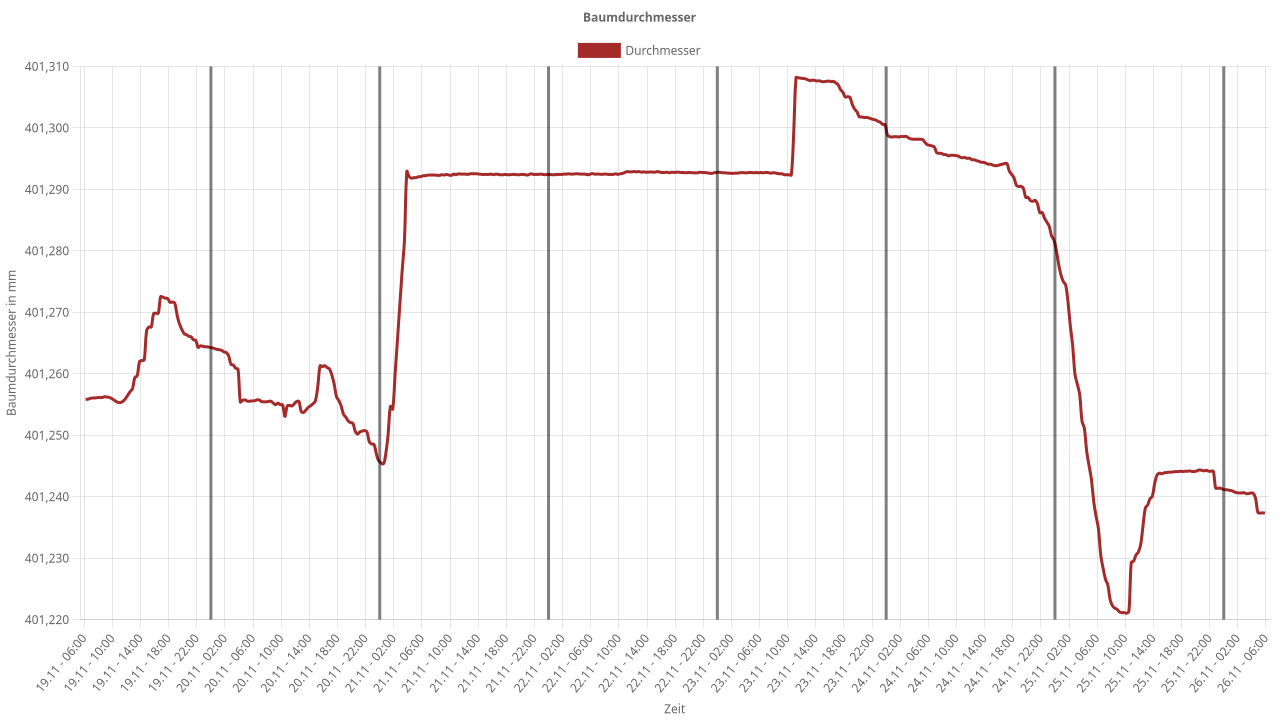 Baumdurchmesser
Durchmesser
Baumdurchmesser in mm
401,310
401,300
401,290
401,280
401,270
401,260
401,250
401,240
401,230
401,220
19.11 - 06:00
19.11 - 10:00
19.11 - 14:00
19.11 - 18:00
19.11 - 22:00
20.11 - 02:00
20.11 - 06:00
20.11 - 10:00
20.11 - 14:00
20.11 - 18:00
20.11 - 22:00
21.11 - 02:00
21.11 - 06:00
21.11 - 10:00
21.11 - 14:00
21.11 - 18:00
21.11 - 22:00
22.11 - 02:00
22.11 - 06:00
22.11 - 10:00
22.11 - 14:00
22.11 - 18:00
22.11 - 22:00
23.11 - 02:00
23.11 - 06:00
23.11 - 10:00
23.11 - 14:00
23.11 - 18:00
23.11 - 22:00
24.11 - 02:00
24.11 - 06:00
24.11 - 10:00
24.11 - 14:00
24.11 - 18:00
24.11 - 22:00
25.11 - 02:00
25.11 - 06:00
25.11 - 10:00
25.11 - 14:00
25.11 - 18:00
25.11 - 22:00
26.11 - 02:00
26.11 - 06:00
Zeit